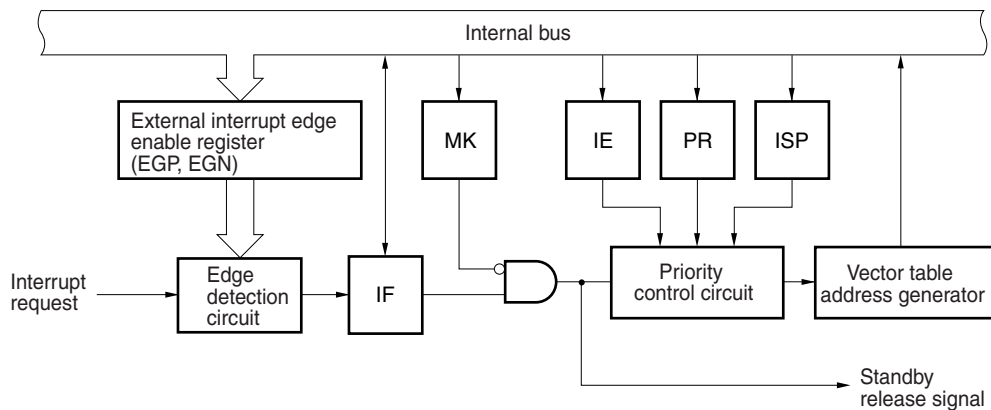 Internal bus
External interrupt edge
enable register
(EGP, EGN)
MK
IE
PR
ISP
Interrupt
request
Edge
detection
circuit
IF
Priority
control circuit
Vector table
address generator
Standby
release signal